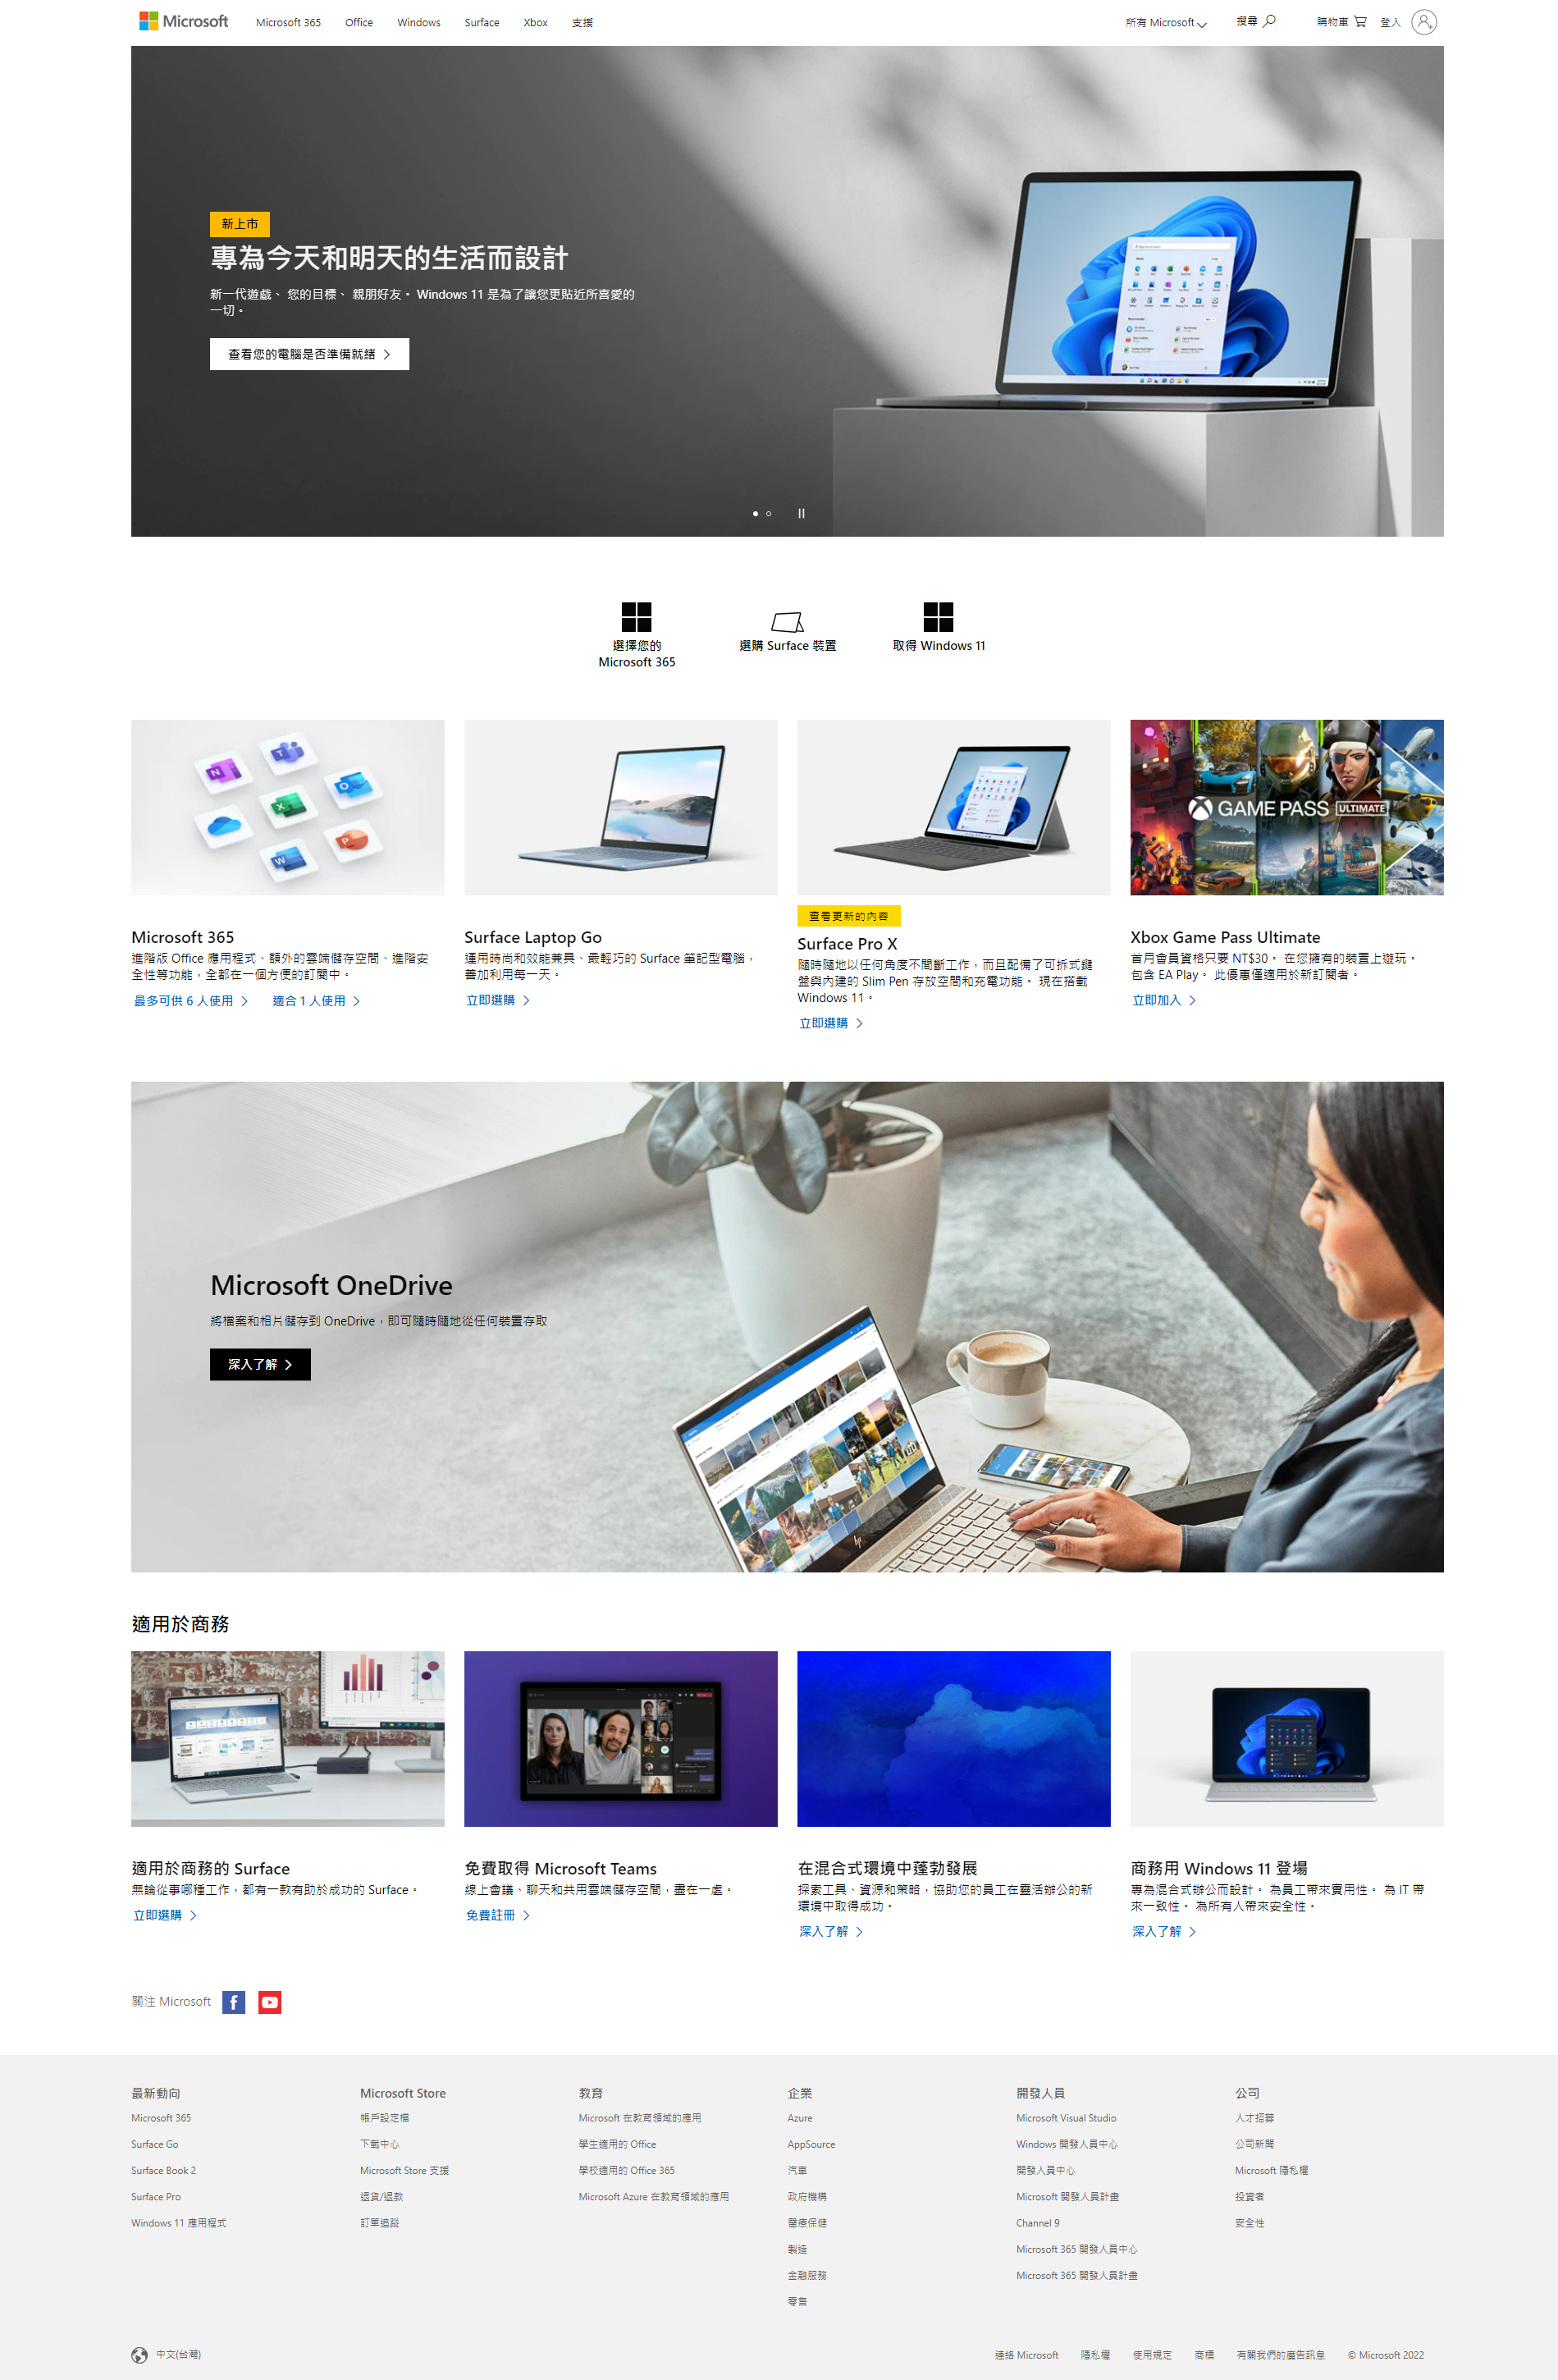 Microsoft
Microsoft 365
Office
Windows
Surface
Xbox
支援
所有 Microsoft
搜尋
購物車
登入
新上市
專為今天和明天的生活而設計
新一代遊戲、 您的目標、 親朋好友。 Windows 11 是為了讓您更貼近所喜愛的
一切。
查看您的電腦是否準備就緒
選擇您的
Microsoft 365
選購 Surface 裝置
取得 Windows 11
GAME PASS ULTIMATE
Microsoft 365
進階版 Office 應用程式、額外的雲端儲存空間、進階安
全性等功能，全都在一個方便的訂閱中。
最多可供 6 人使用
適合 1 人使用
Surface Laptop Go
運用時尚和效能兼具、最輕巧的 Surface 筆記型電腦，
善加利用每一天。
立即選購
查看更新的內容
Surface Pro X
隨時隨地以任何角度不間斷工作，而且配備了可拆式鍵
盤與內建的 Slim Pen 存放空間和充電功能。 現在搭載
Windows 11。
立即選購
Xbox Game Pass Ultimate
首月會員資格只要 NT$30。 在您擁有的裝置上遊玩。
包含 EA Play。 此優惠僅適用於新訂閱者。
立即加入
Microsoft OneDrive
將檔案和相片儲存到 OneDrive，即可隨時隨地從任何裝置存取
深入了解
適用於商務
適用於商務的 Surface
無論從事哪種工作，都有一款有助於成功的 Surface。
立即選購
免費取得 Microsoft Teams
線上會議、聊天和共用雲端儲存空間，盡在一處。
免費註冊
在混合式環境中蓬勃發展
探索工具、資源和策略，協助您的員工在靈活辦公的新
環境中取得成功。
深入了解
商務用 Windows 11 登場
專為混合式辦公而設計。 為員工帶來實用性。 為 IT 帶
來一致性。 為所有人帶來安全性。
深入了解
關注 Microsoft
最新動向
Microsoft 365
Surface Go
Surface Book 2
Surface Pro
Windows 11 應用程式
Microsoft Store
帳戶設定檔
下載中心
Microsoft Store 支援
退貨/退款
訂單追蹤
教育
Microsoft 在教育領域的應用
學生適用的 Office
學校適用的 Office 365
Microsoft Azure 在教育領域的應用
企業
Azure
AppSource
汽車
政府機構
醫療保健
製造
金融服務
零售
開發人員
Microsoft Visual Studio
Windows 開發人員中心
開發人員中心
Microsoft 開發人員計畫
Channel 9
Microsoft 365 開發人員中心
Microsoft 365 開發人員計畫
公司
人才招募
公司新聞
Microsoft 隱私權
投資者
安全性
中文(台灣)
連絡 Microsoft
隱私權
使用規定
商標
有關我們的廣告訊息
© Microsoft 2022